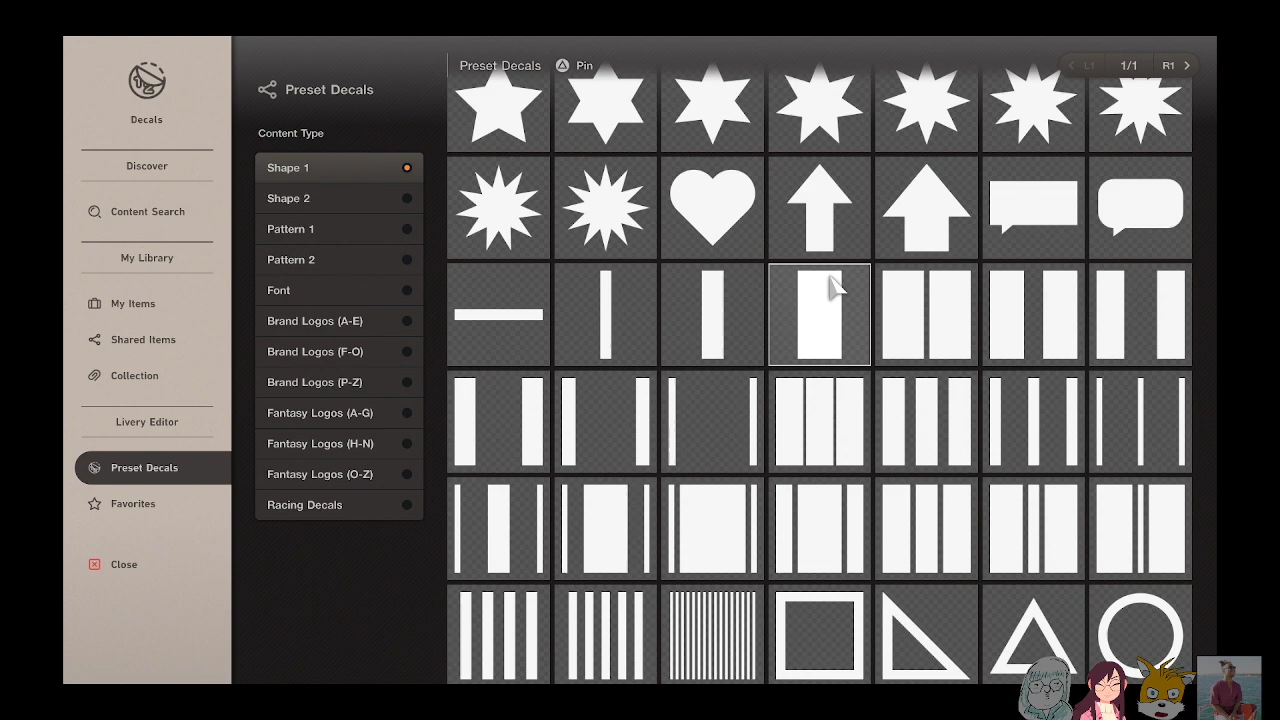 Decals
Discover
Content Search
My Library
My Items
Shared Items
Collection
Livery Editor
Preset Decals
Favorites
Close
Preset Decals
Content Type
Shape 1
Shape 2
Pattern 1
Pattern 2
Font
Brand Logos (A-E)
Brand Logos (F-O)
Brand Logos (P-Z)
Fantasy Logos (A-G)
Fantasy Logos (H-N)
Fantasy Logos (O-Z)
Racing Decals
Preset Decals Pin L1 1/1 R1